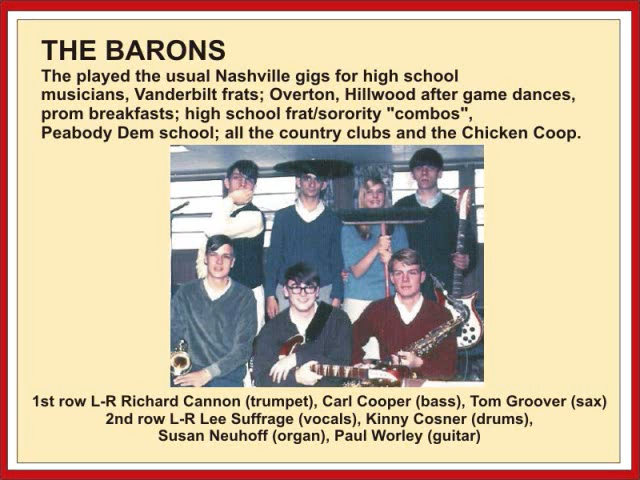 THE BARONS
The played the usual Nashville gigs for high school
musicians, Vanderbilt frats; Overton, Hillwood after game dances,
prom breakfasts; high school frat/sorority "combos",
Peabody Dem school; all the country clubs and the Chicken Coop.
1st row L-R Richard Cannon (trumpet), Carl Cooper (bass), Tom Groover (sax)
2nd row L-R Lee Suffrage (vocals), Kinny Cosner (drums),
Susan Neuhoff (organ), Paul Worley (guitar)